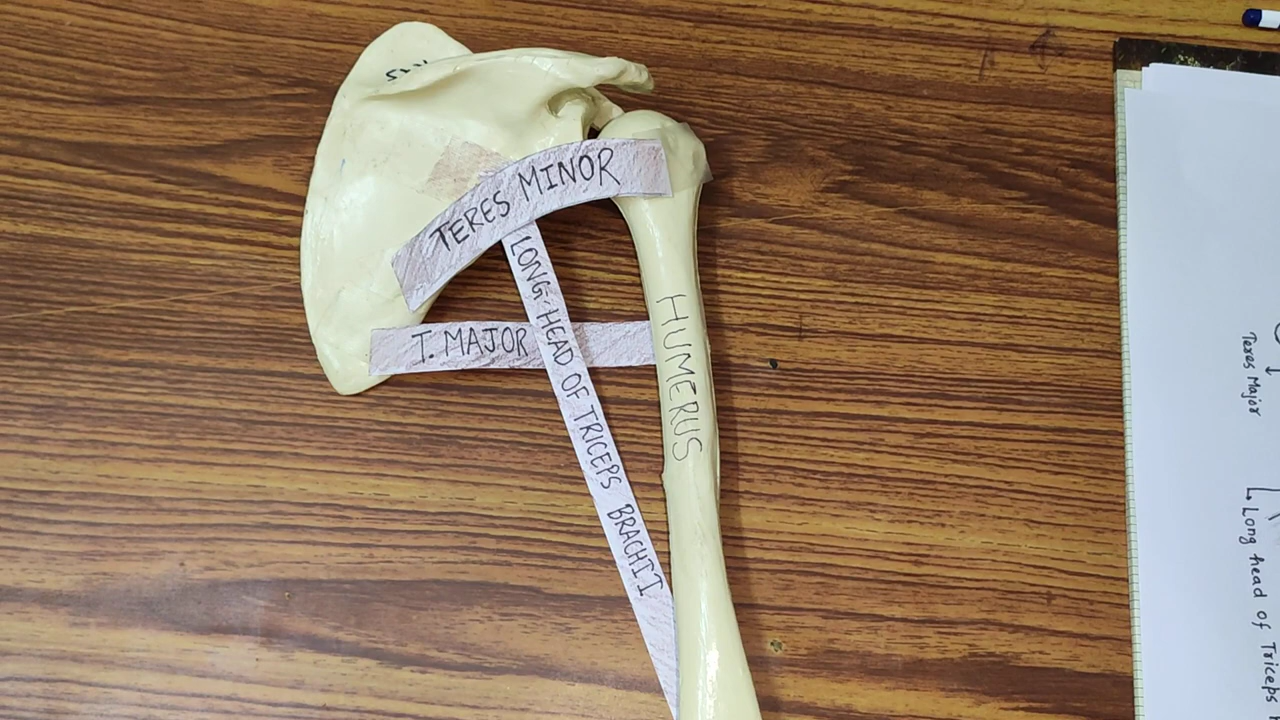 TERES MINOR
LONG HEAD OF TRICEPS BRACHII
T. MAJOR
HUMERUS
Teres Major
Long head of Triceps